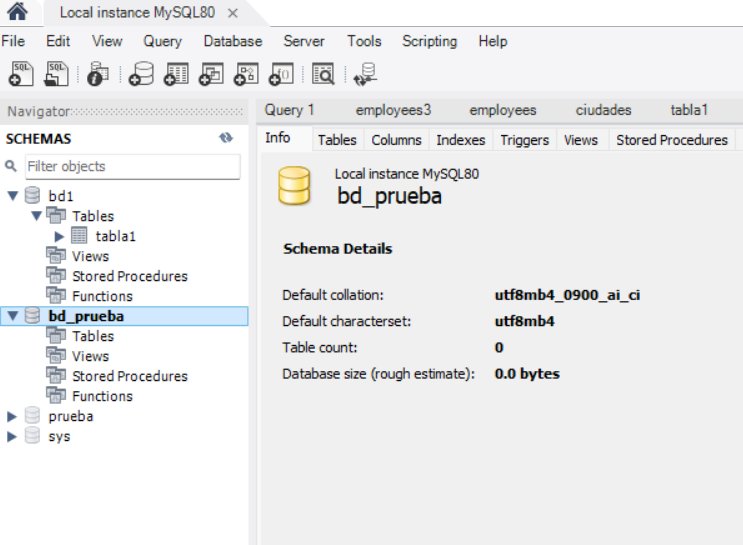 Local instance MySQL80 ×
File Edit View Query Database Server Tools Scripting Help
SQL SQL
Navigator
Query 1 employees3 employees ciudades tabla1
SCHEMAS
Info Tables Columns Indexes Triggers Views Stored Procedures
Filter objects
Local instance MySQL80
bd_prueba
bd1
Tables
tabla1
Views
Stored Procedures
Functions
bd_prueba
Tables
Views
Stored Procedures
Functions
prueba
sys
Schema Details
Default collation: utf8mb4_0900_ai_ci
Default characterset: utf8mb4
Table count: 0
Database size (rough estimate): 0.0 bytes